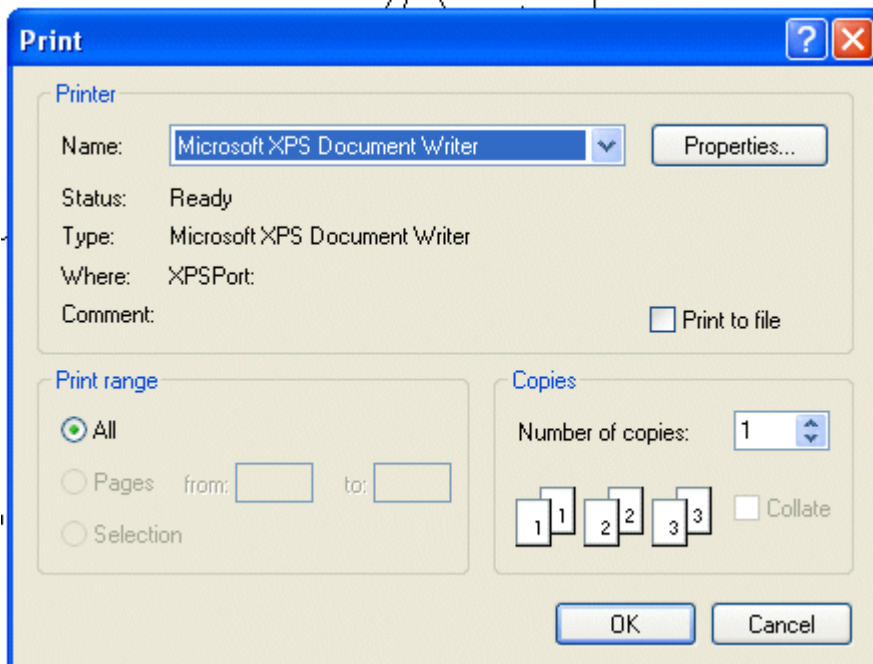 Print
Printer
Name: Microsoft XPS Document Writer Properties...
Status: Ready
Type: Microsoft XPS Document Writer
Where: XPSPort:
Comment:
Print to file
Print range
All
Pages from: to:
Selection
Copies
Number of copies: 1
1 1 2 2 3 3
Collate
OK Cancel